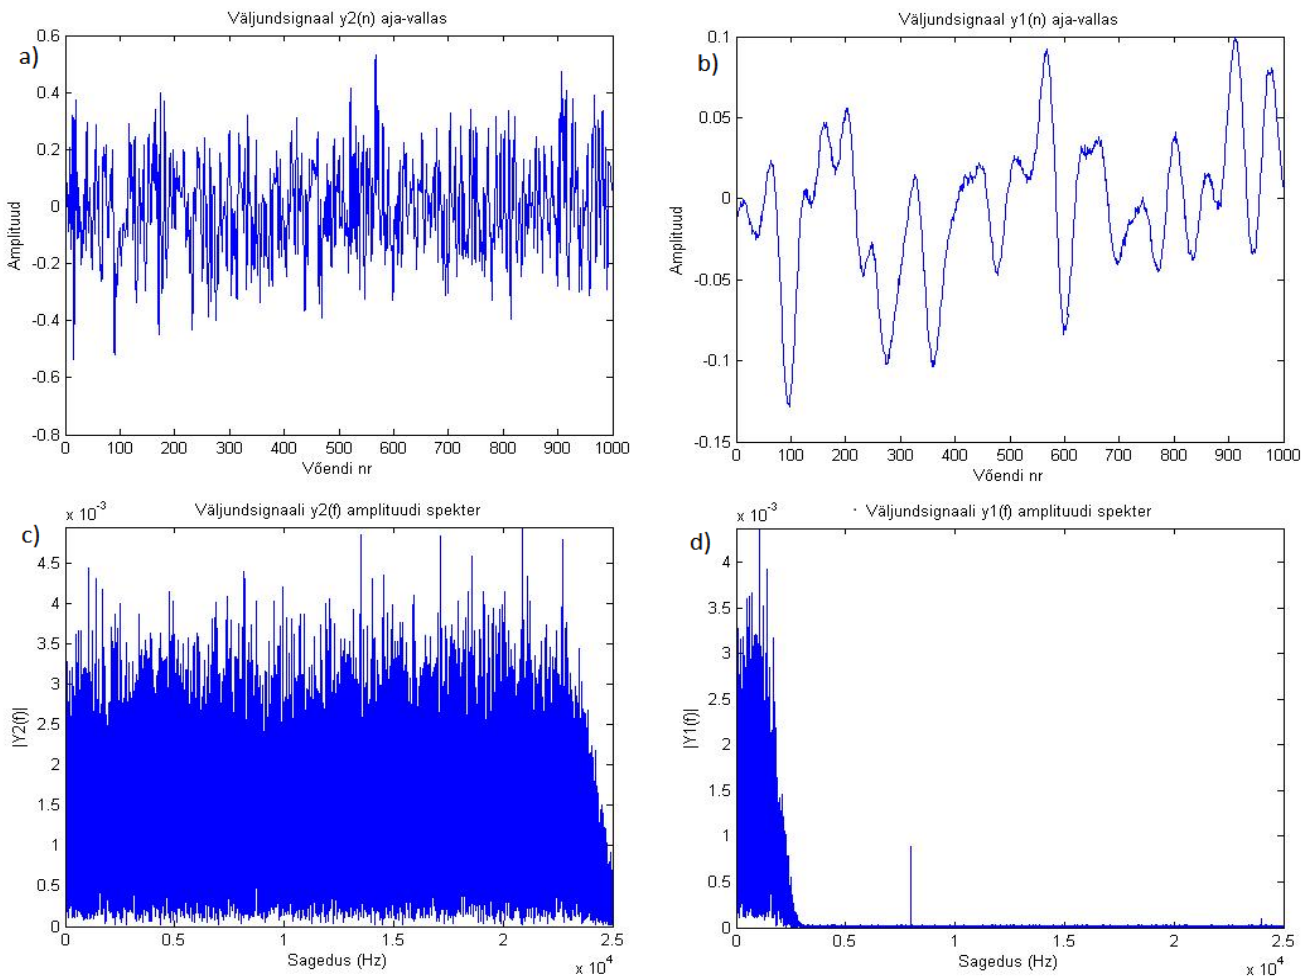 a)
Väljundsignaal y2(n) aja-vallas
0.6
0.4
0.2
0
-0.2
-0.4
-0.6
-0.8
Amplituud
0 100 200 300 400 500 600 700 800 900 1000
Võendi nr
b)
Väljundsignaal y1(n) aja-vallas
0.1
0.05
0
-0.05
-0.1
-0.15
Amplituud
0 100 200 300 400 500 600 700 800 900 1000
Võendi nr
c)
x 10^-3
Väljundsignaali y2(f) amplituudi spekter
4.5
4
3.5
3
2.5
2
1.5
1
0.5
0
|Y2(f)|
0 0.5 1 1.5 2 2.5
Sagedus (Hz)
x 10^4
d)
x 10^-3
Väljundsignaali y1(f) amplituudi spekter
4
3.5
3
2.5
2
1.5
1
0.5
0
|Y1(f)|
0 0.5 1 1.5 2 2.5
Sagedus (Hz)
x 10^4